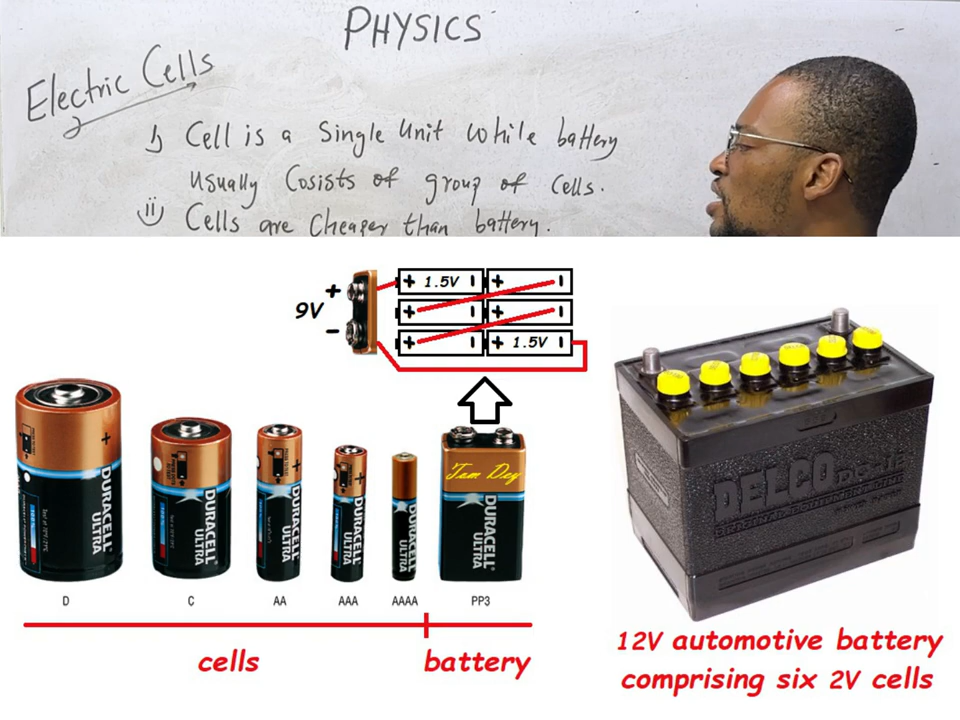 PHYSICS
Electric Cells
i) Cell is a Single Unit while battery
Usually Cosists of group of Cells.
ii) Cells are Cheaper than battery.
9V
+
-
+ 1.5V -
+ -
+ -
+ -
+ -
+ 1.5V -
+
DURACELL
ULTRA
+
DURACELL
ULTRA
+
DURACELL
ULTRA
+
DURACELL
ULTRA
DURACELL
ULTRA
Tom Day
DURACELL
ULTRA
D
C
AA
AAA
AAAA
PP3
cells
battery
DELCO
12V automotive battery
comprising six 2V cells